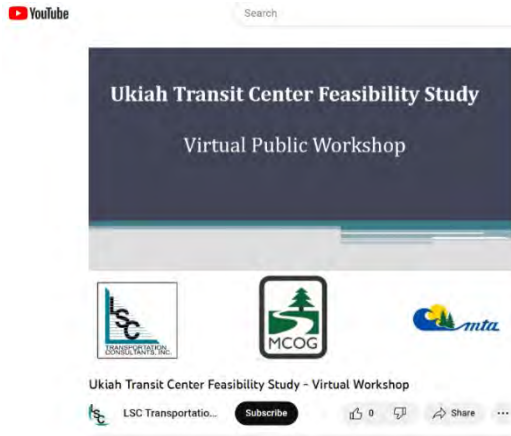 YouTube
Search
Ukiah Transit Center Feasibility Study
Virtual Public Workshop
LSC
TRANSPORTATION
CONSULTANTS, INC.
MCOG
mta
Ukiah Transit Center Feasibility Study - Virtual Workshop
LSC Transportatio... Subscribe 0 Share ...